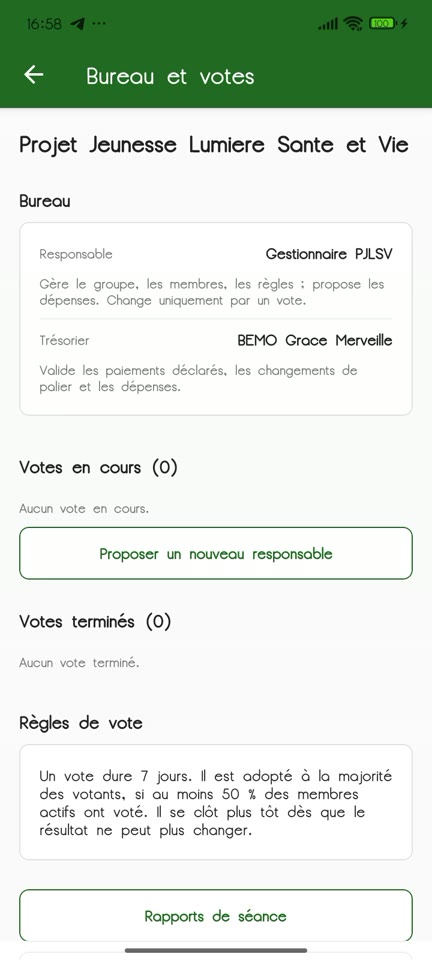 16:58
100
Bureau et votes
Projet Jeunesse Lumiere Sante et Vie
Bureau
Responsable Gestionnaire PJLSV
Gère le groupe, les membres, les règles ; propose les
dépenses. Change uniquement par un vote.
Trésorier BEMO Grace Merveille
Valide les paiements déclarés, les changements de
palier et les dépenses.
Votes en cours (0)
Aucun vote en cours.
Proposer un nouveau responsable
Votes terminés (0)
Aucun vote terminé.
Règles de vote
Un vote dure 7 jours. Il est adopté à la majorité
des votants, si au moins 50 % des membres
actifs ont voté. Il se clôt plus tôt dès que le
résultat ne peut plus changer.
Rapports de séance